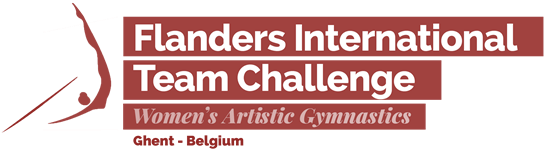 Flanders International
Team Challenge
Women's Artistic Gymnastics
Ghent - Belgium